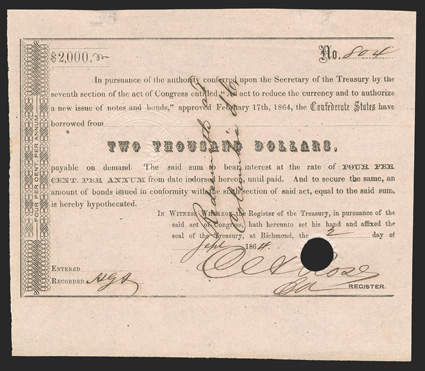 $2,000.
No. 804
In pursuance of the authority conferred upon the Secretary of the Treasury by the
seventh section of the act of Congress entitled "An act to reduce the currency and to authorize
a new issue of notes and bonds," approved February 17th, 1864, the Confederate States have
borrowed from
TWO THOUSAND DOLLARS,
payable on demand. The said sum to bear interest at the rate of FOUR PER
CENT. PER ANNUM from date indorsed hereon until paid. And to secure the same, an
amount of bonds issued in conformity with the sixth section of said act, equal to the said sum,
is hereby hypothecated.
IN WITNESS WHEREOF, the Register of the Treasury, in pursuance of the
said act of Congress, hath hereunto set his hand and affixed the
seal of the Treasury, at Richmond, the 2 day of
Sept 1864.
ENTERED
RECORDED
C A Rose
REGISTER.
FOUR PER CENT. PER ANNUM.
Redeemable at
Columbia S C